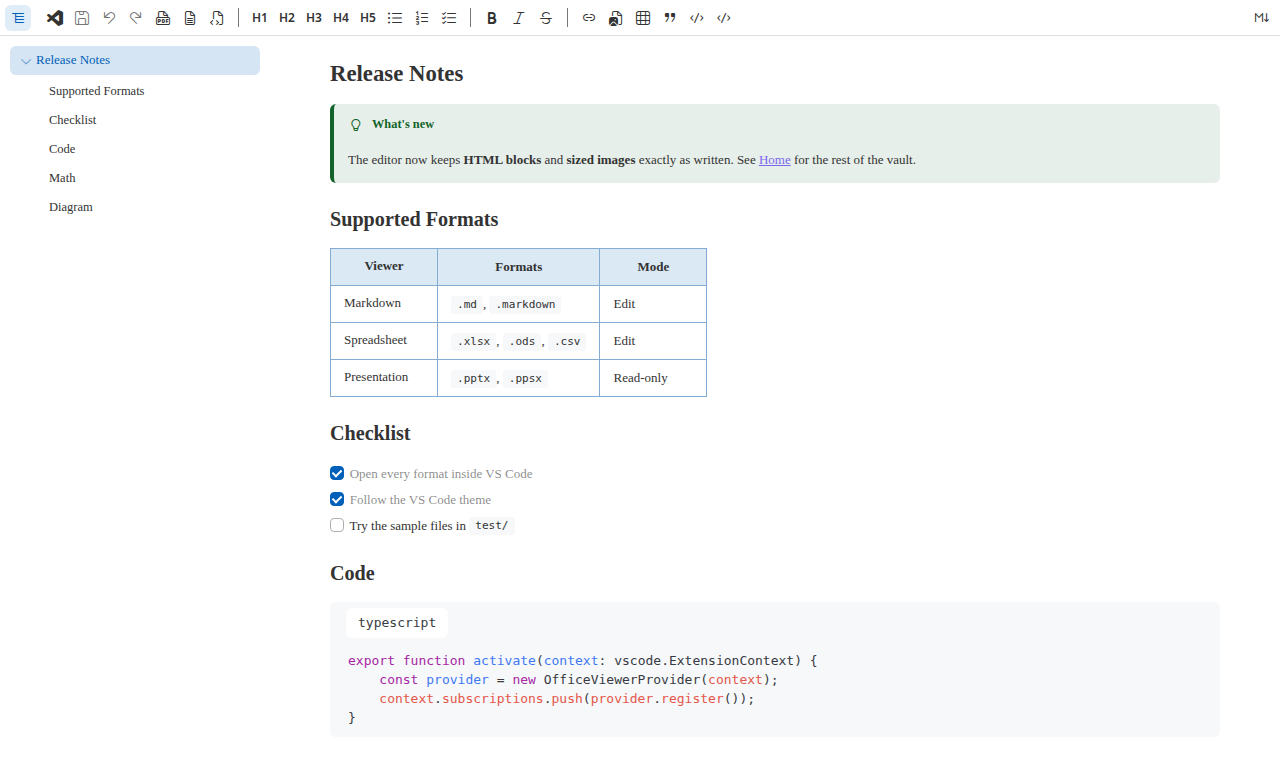 H1 H2 H3 H4 H5 B I S M↓
Release Notes
Supported Formats
Checklist
Code
Math
Diagram
Release Notes
What's new
The editor now keeps HTML blocks and sized images exactly as written. See Home for the rest of the vault.
Supported Formats
Viewer Formats Mode
Markdown .md , .markdown Edit
Spreadsheet .xlsx , .ods , .csv Edit
Presentation .pptx , .ppsx Read-only
Checklist
Open every format inside VS Code
Follow the VS Code theme
Try the sample files in test/
Code
typescript
export function activate(context: vscode.ExtensionContext) {
    const provider = new OfficeViewerProvider(context);
    context.subscriptions.push(provider.register());
}